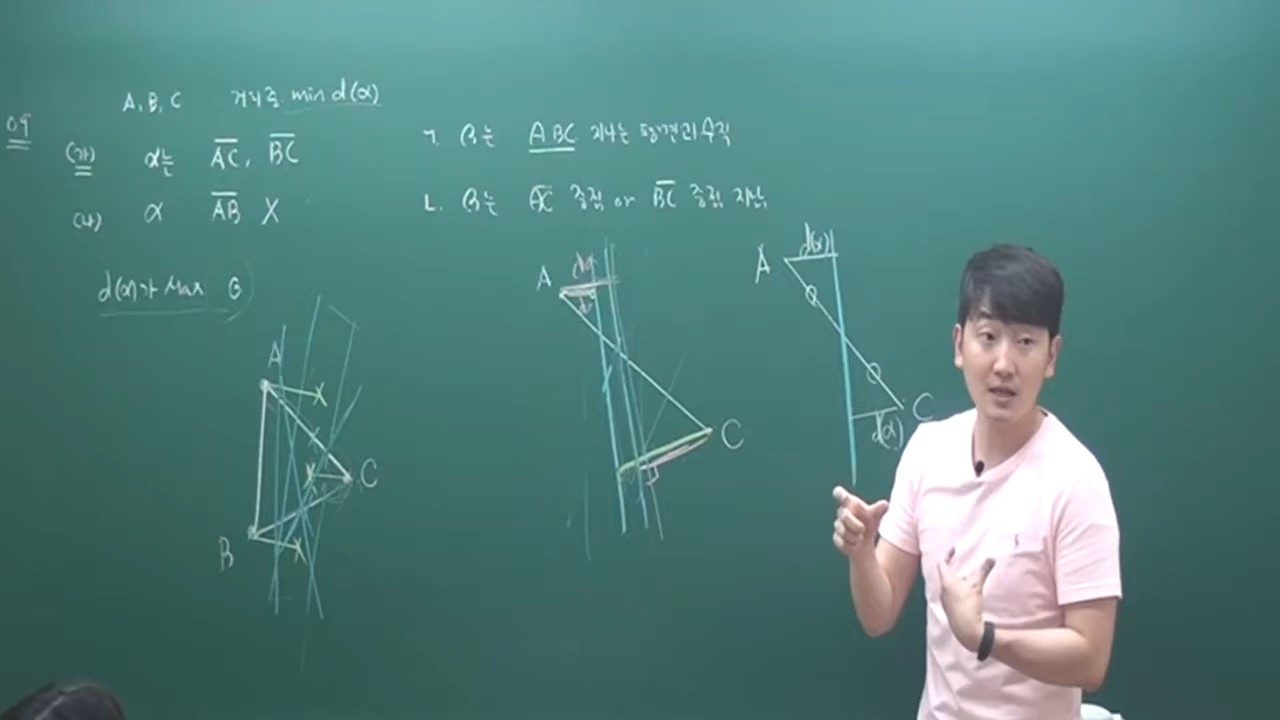 09
A, B, C 거리 중 min d(α)
(가) α는 AC, BC
(나) α AB X
d(α)가 Max β
ㄱ. β는 ABC 지나는 평면과 수직
ㄴ. β는 AC 중점 or BC 중점 지남
A
B
C
A
C
A
d(α)
C
d(α)